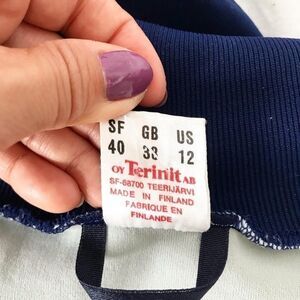 SF GB US
40 33 12
OY Terinit AB
SF-68700 TEERIJÄRVI
MADE IN FINLAND
FABRIQUE EN
FINLANDE